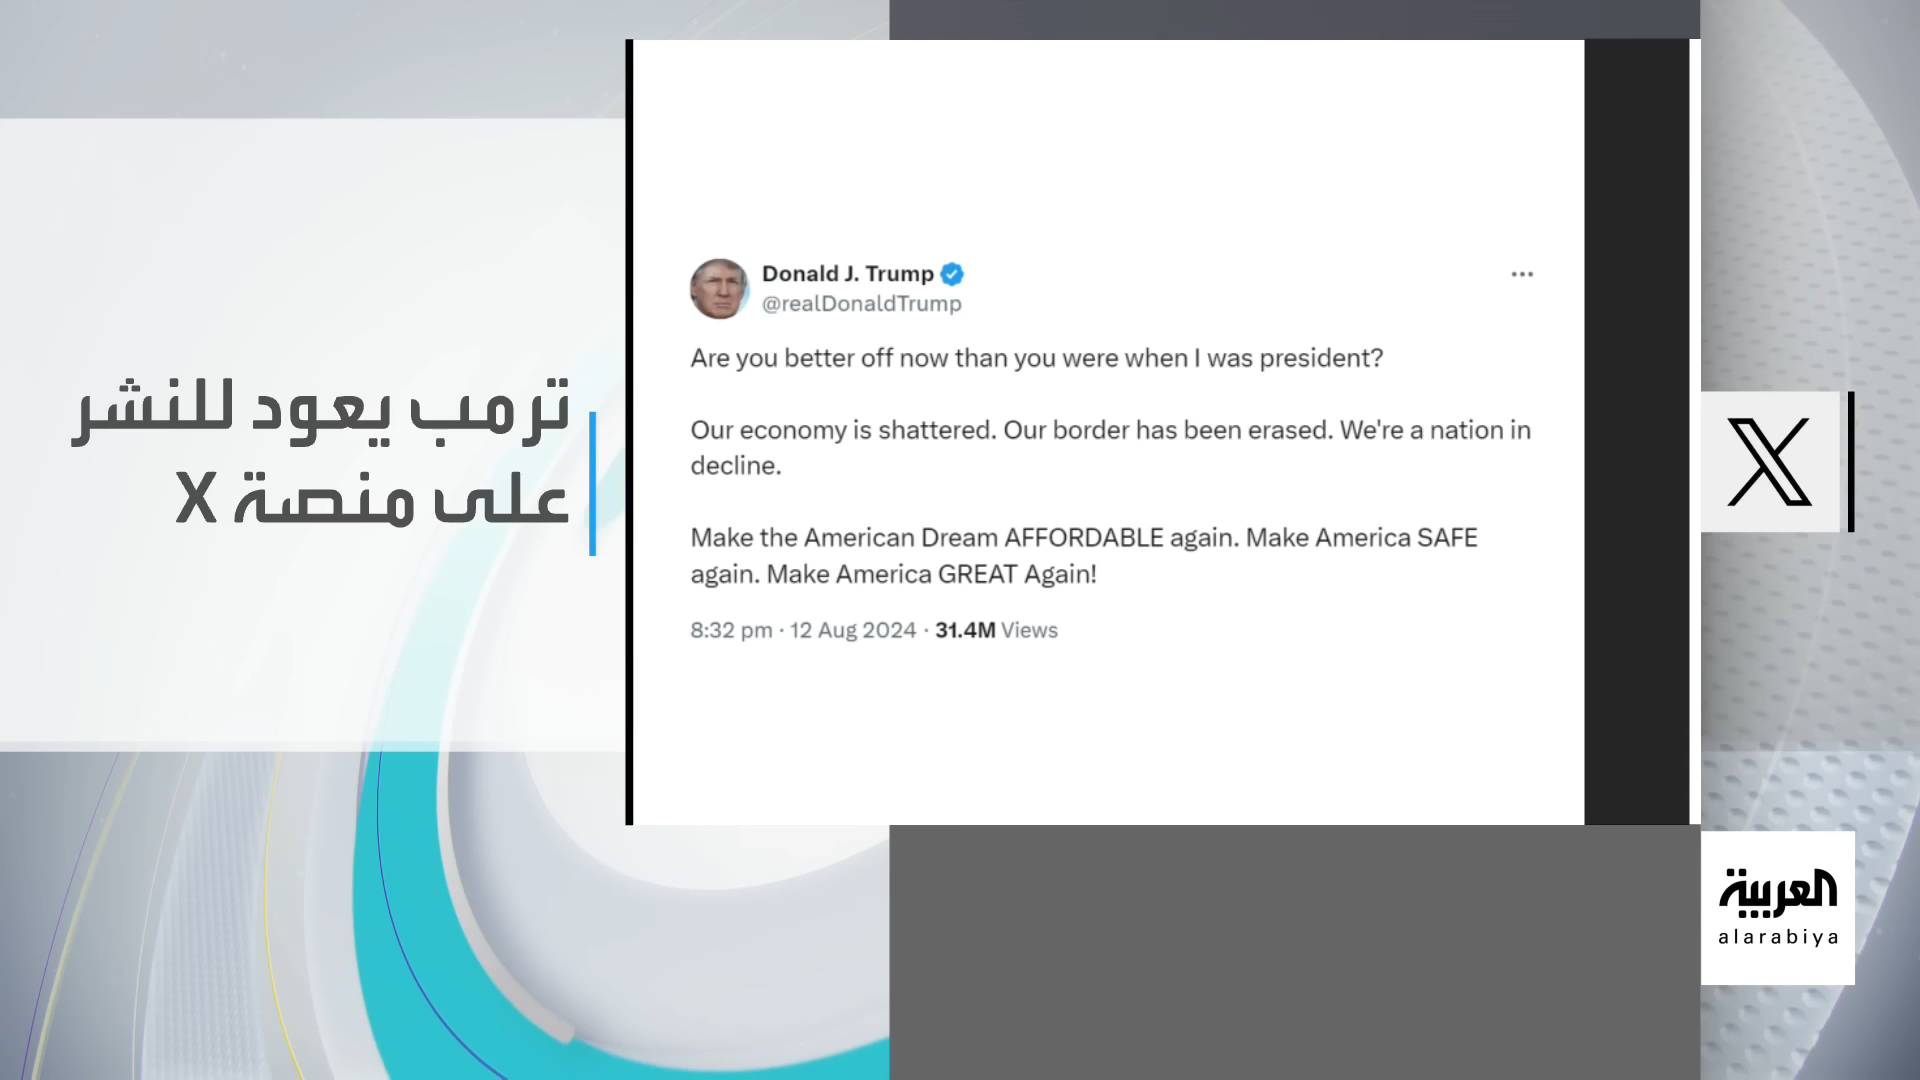 ترمب يعود للنشر
على منصة X
Donald J. Trump
@realDonaldTrump
Are you better off now than you were when I was president?
Our economy is shattered. Our border has been erased. We're a nation in
decline.
Make the American Dream AFFORDABLE again. Make America SAFE
again. Make America GREAT Again!
8:32 pm · 12 Aug 2024 · 31.4M Views
X
العربية
alarabiya